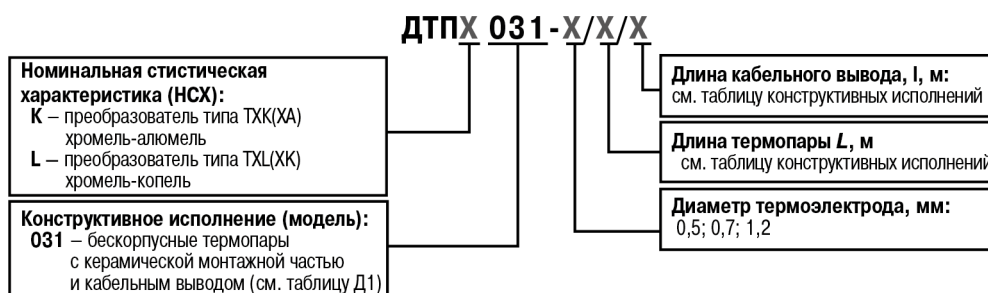 ДТПХ 031-Х/Х/Х
Номинальная стистическая
характеристика (НСХ):
К – преобразователь типа ТХК(ХА)
хромель-алюмель
L – преобразователь типа ТХL(ХК)
хромель-копель
Конструктивное исполнение (модель):
031 – бескорпусные термопары
с керамической монтажной частью
и кабельным выводом (см. таблицу Д1)
Длина кабельного вывода, l, м:
см. таблицу конструктивных исполнений
Длина термопары L, м
см. таблицу конструктивных исполнений
Диаметр термоэлектрода, мм:
0,5; 0,7; 1,2